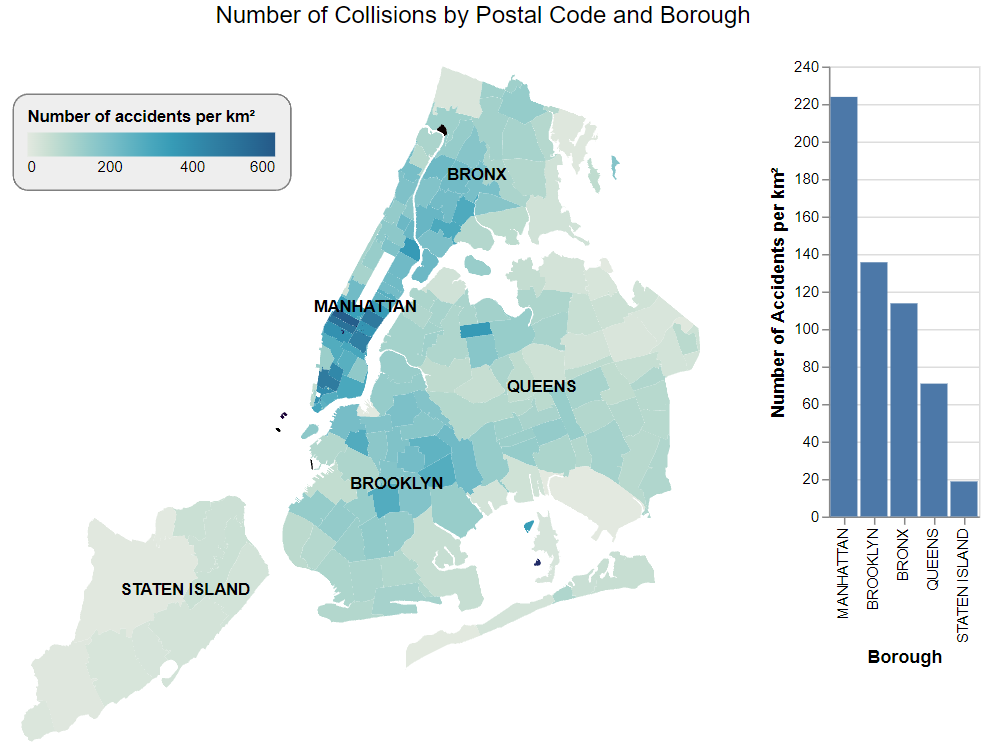 Number of Collisions by Postal Code and Borough
Number of accidents per km²
0 200 400 600
BRONX
MANHATTAN
QUEENS
BROOKLYN
STATEN ISLAND
Number of Accidents per km²
240
220
200
180
160
140
120
100
80
60
40
20
0
MANHATTAN
BROOKLYN
BRONX
QUEENS
STATEN ISLAND
Borough